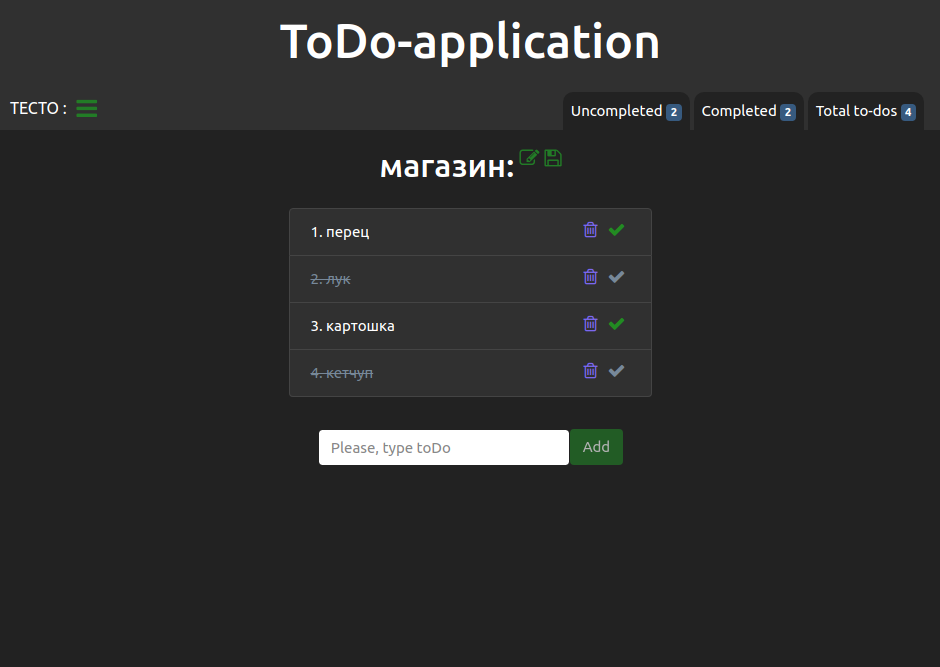 ToDo-application
ТЕСТО :
Uncompleted 2 Completed 2 Total to-dos 4
магазин:
1. перец
2. лук
3. картошка
4. кетчуп
Please, type toDo Add